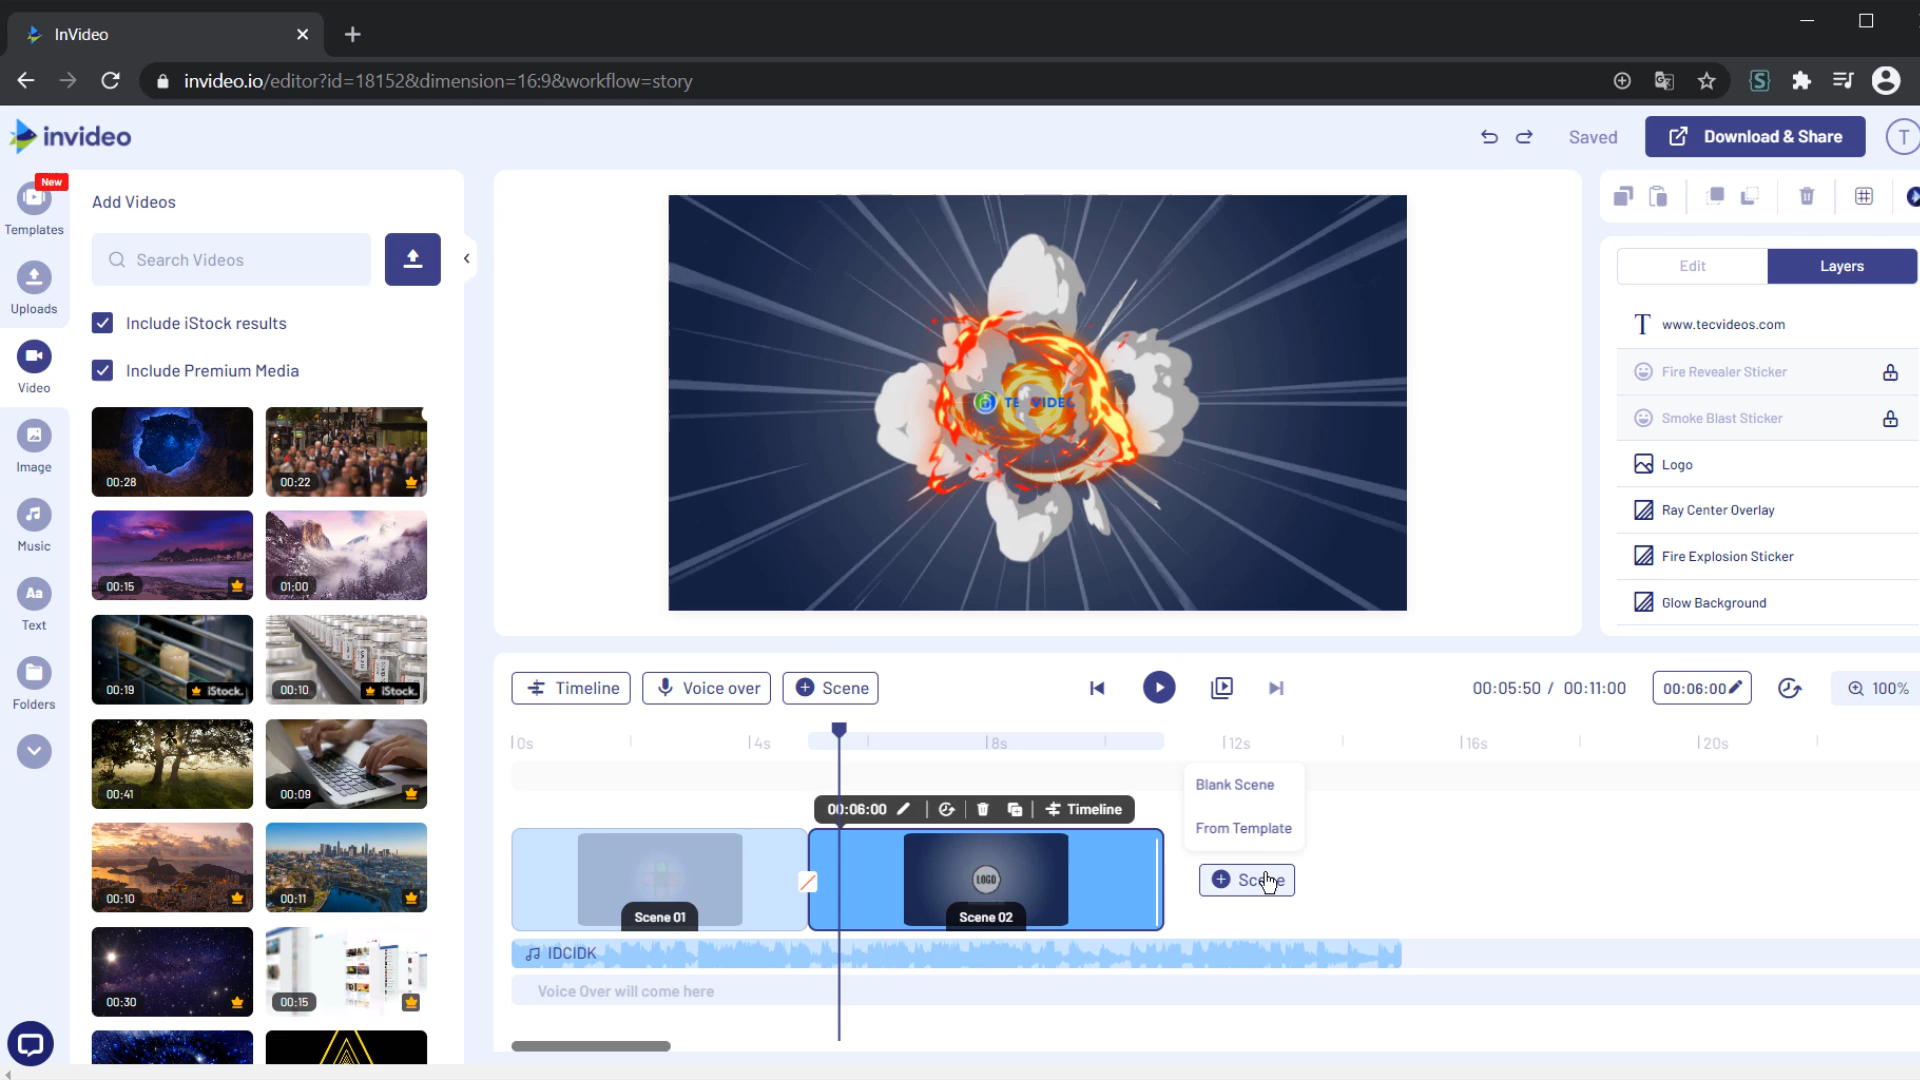 InVideo
invideo.io/editor?id=18152&dimension=16:9&workflow=story
invideo
Saved
Download & Share
T
New
Templates
Uploads
Video
Image
Music
Aa
Text
Folders
Add Videos
Search Videos
Include iStock results
Include Premium Media
00:28
00:22
00:15
01:00
00:19
iStock.
00:10
iStock.
00:41
00:09
00:10
00:11
00:30
00:15
Edit
Layers
T www.tecvideos.com
Fire Revealer Sticker
Smoke Blast Sticker
Logo
Ray Center Overlay
Fire Explosion Sticker
Glow Background
Timeline
Voice over
Scene
00:05:50 / 00:11:00
00:06:00
100%
0s
4s
8s
12s
16s
20s
Blank Scene
From Template
00:06:00
Timeline
LOGO
Scene 01
Scene 02
IDCIDK
Voice Over will come here